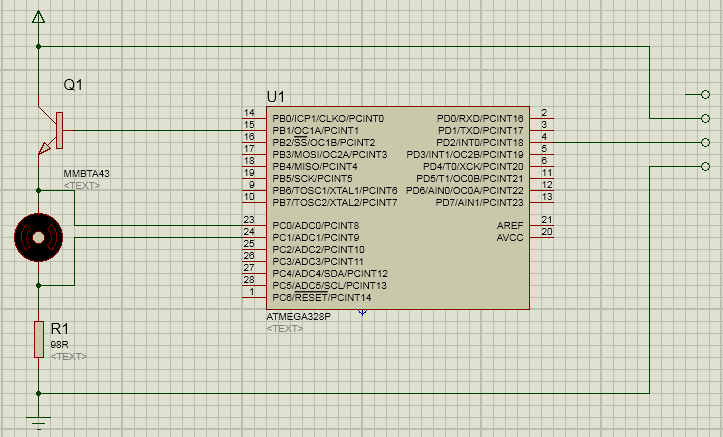 Q1
MMBTA43
<TEXT>
R1
98R
<TEXT>
U1
14 PB0/ICP1/CLKO/PCINT0
15 PB1/OC1A/PCINT1
16 PB2/SS/OC1B/PCINT2
17 PB3/MOSI/OC2A/PCINT3
18 PB4/MISO/PCINT4
19 PB5/SCK/PCINT5
9 PB6/TOSC1/XTAL1/PCINT6
10 PB7/TOSC2/XTAL2/PCINT7
23 PC0/ADC0/PCINT8
24 PC1/ADC1/PCINT9
25 PC2/ADC2/PCINT10
26 PC3/ADC3/PCINT11
27 PC4/ADC4/SDA/PCINT12
28 PC5/ADC5/SCL/PCINT13
1 PC6/RESET/PCINT14
PD0/RXD/PCINT16 2
PD1/TXD/PCINT17 3
PD2/INT0/PCINT18 4
PD3/INT1/OC2B/PCINT19 5
PD4/T0/XCK/PCINT20 6
PD5/T1/OC0B/PCINT21 11
PD6/AIN0/OC0A/PCINT22 12
PD7/AIN1/PCINT23 13
AREF 21
AVCC 20
ATMEGA328P
<TEXT>